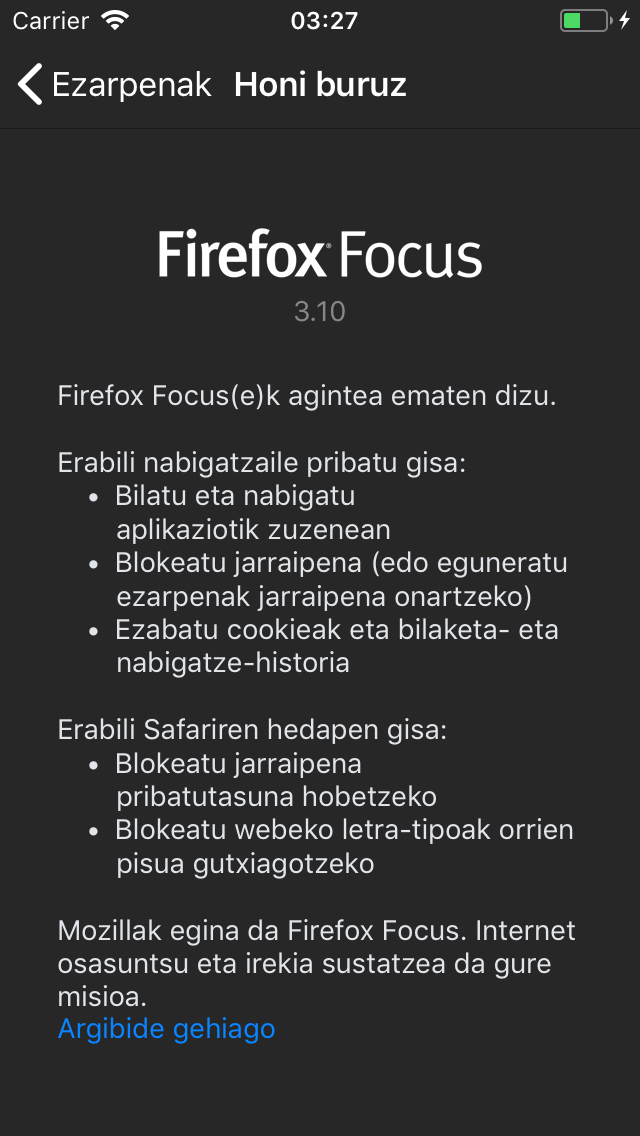 Carrier 03:27
Ezarpenak Honi buruz
Firefox Focus
3.10
Firefox Focus(e)k agintea ematen dizu.
Erabili nabigatzaile pribatu gisa:
• Bilatu eta nabigatu
aplikaziotik zuzenean
• Blokeatu jarraipena (edo eguneratu
ezarpenak jarraipena onartzeko)
• Ezabatu cookieak eta bilaketa- eta
nabigatze-historia
Erabili Safariren hedapen gisa:
• Blokeatu jarraipena
pribatutasuna hobetzeko
• Blokeatu webeko letra-tipoak orrien
pisua gutxiagotzeko
Mozillak egina da Firefox Focus. Internet
osasuntsu eta irekia sustatzea da gure
misioa.
Argibide gehiago